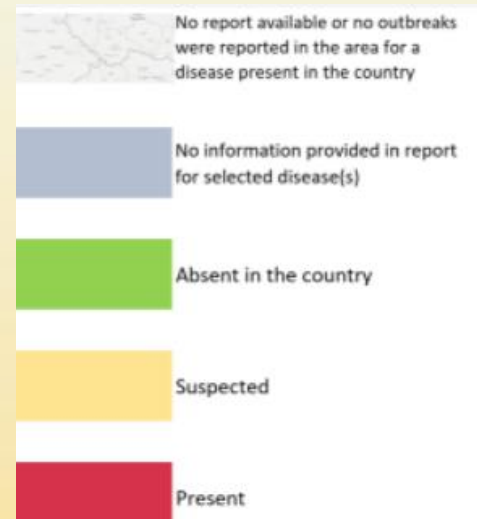 No report available or no outbreaks
were reported in the area for a
disease present in the country
No information provided in report
for selected disease(s)
Absent in the country
Suspected
Present